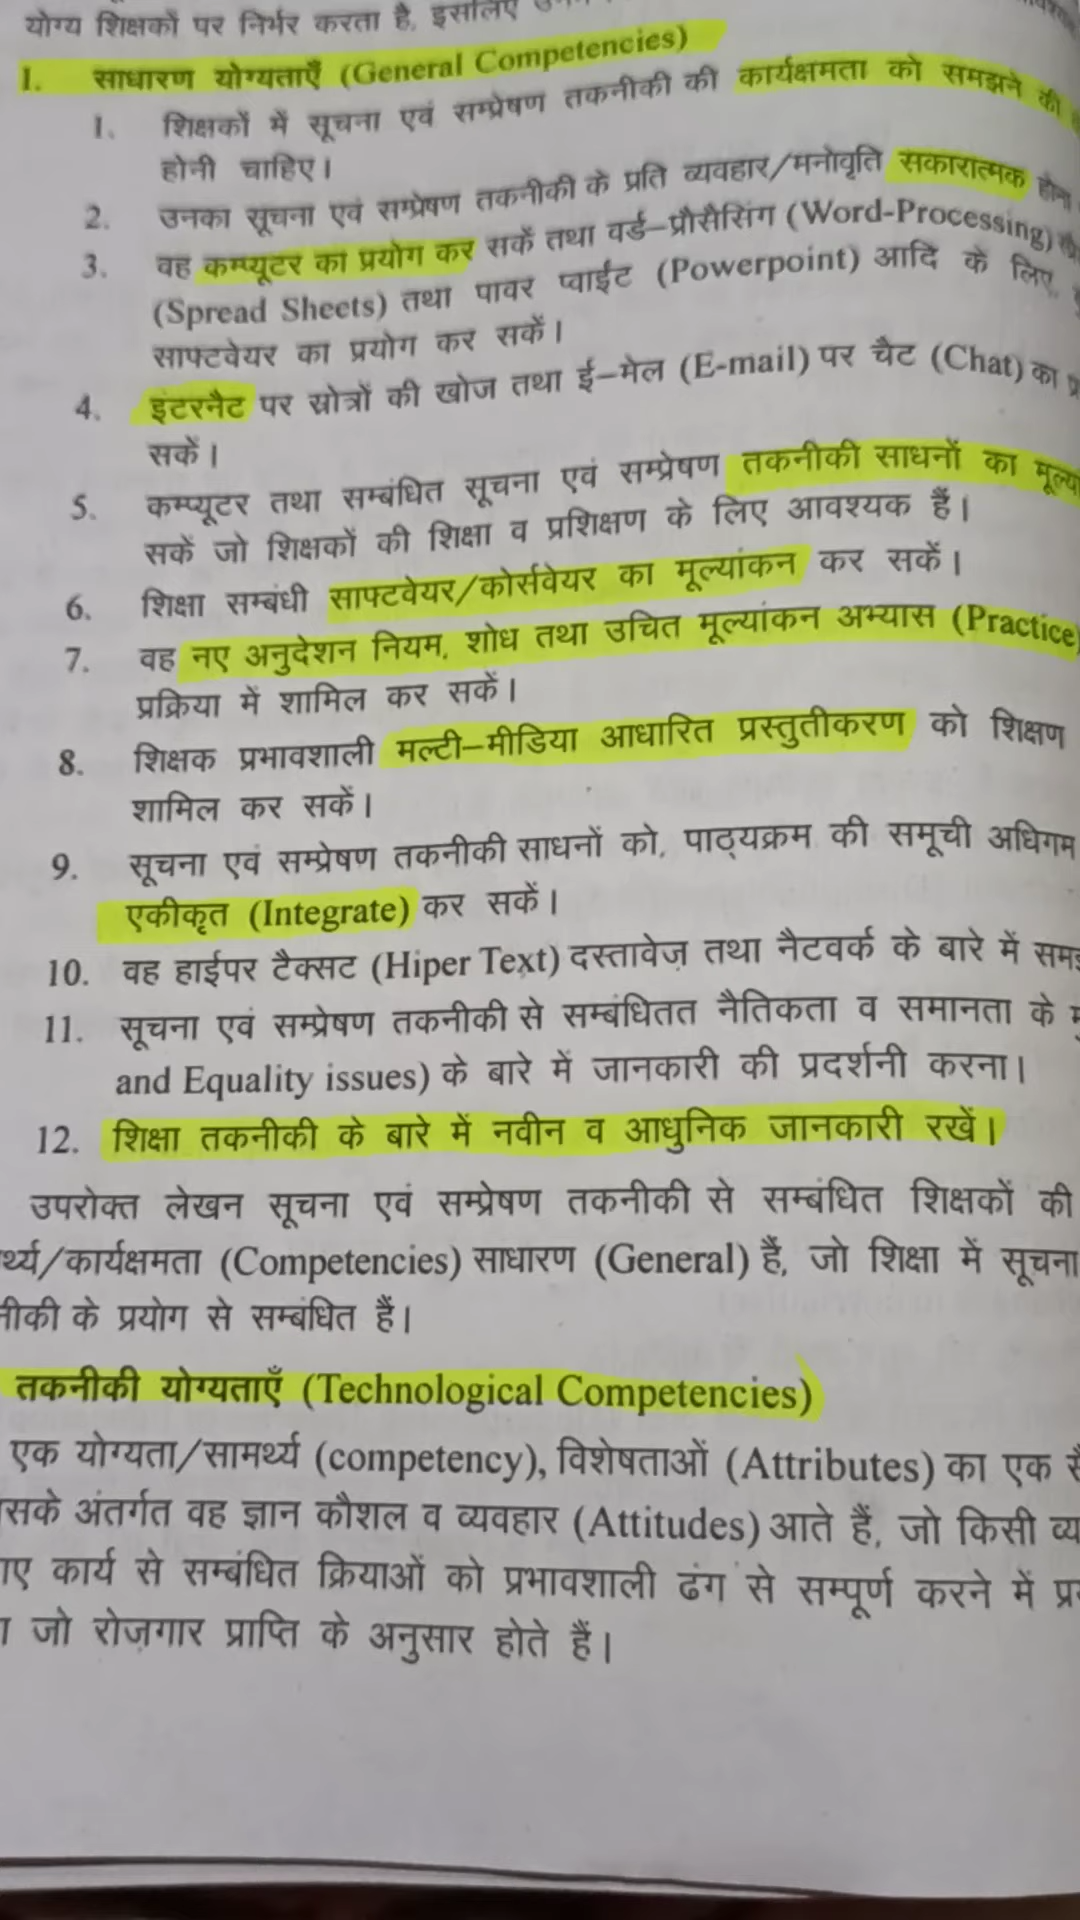 योग्य शिक्षकों पर निर्भर करता है, इसलिए
I. साधारण योग्यताएँ (General Competencies)
1. शिक्षकों में सूचना एवं सम्प्रेषण तकनीकी की कार्यक्षमता को समझने की
होनी चाहिए।
2. उनका सूचना एवं सम्प्रेषण तकनीकी के प्रति व्यवहार/मनोवृति सकारात्मक होना
3. वह कम्प्यूटर का प्रयोग कर सकें तथा वर्ड–प्रौसैसिंग (Word-Processing)
(Spread Sheets) तथा पावर प्वाईंट (Powerpoint) आदि के लिए,
साफ्टवेयर का प्रयोग कर सकें।
4. इंटरनैट पर स्रोत्रों की खोज तथा ई–मेल (E-mail) पर चैट (Chat) का
सकें।
5. कम्प्यूटर तथा सम्बंधित सूचना एवं सम्प्रेषण तकनीकी साधनों का
सकें जो शिक्षकों की शिक्षा व प्रशिक्षण के लिए आवश्यक हैं।
6. शिक्षा सम्बंधी साफ्टवेयर/कोर्सवेयर का मूल्यांकन कर सकें।
7. वह नए अनुदेशन नियम, शोध तथा उचित मूल्यांकन अभ्यास (Practice)
प्रक्रिया में शामिल कर सकें।
8. शिक्षक प्रभावशाली मल्टी–मीडिया आधारित प्रस्तुतीकरण को शिक्षण
शामिल कर सकें।
9. सूचना एवं सम्प्रेषण तकनीकी साधनों को, पाठ्यक्रम की समूची अधिगम
एकीकृत (Integrate) कर सकें।
10. वह हाईपर टैक्सट (Hiper Text) दस्तावेज़ तथा नैटवर्क के बारे में
11. सूचना एवं सम्प्रेषण तकनीकी से सम्बंधितत नैतिकता व समानता के
and Equality issues) के बारे में जानकारी की प्रदर्शनी करना।
12. शिक्षा तकनीकी के बारे में नवीन व आधुनिक जानकारी रखें।
उपरोक्त लेखन सूचना एवं सम्प्रेषण तकनीकी से सम्बंधित शिक्षकों की
र्थ्य/कार्यक्षमता (Competencies) साधारण (General) हैं, जो शिक्षा में सूचना
नीकी के प्रयोग से सम्बंधित हैं।
तकनीकी योग्यताएँ (Technological Competencies)
एक योग्यता/सामर्थ्य (competency), विशेषताओं (Attributes) का एक
सके अंतर्गत वह ज्ञान कौशल व व्यवहार (Attitudes) आते हैं, जो किसी
गए कार्य से सम्बंधित क्रियाओं को प्रभावशाली ढंग से सम्पूर्ण करने में
जो रोज़गार प्राप्ति के अनुसार होते हैं।